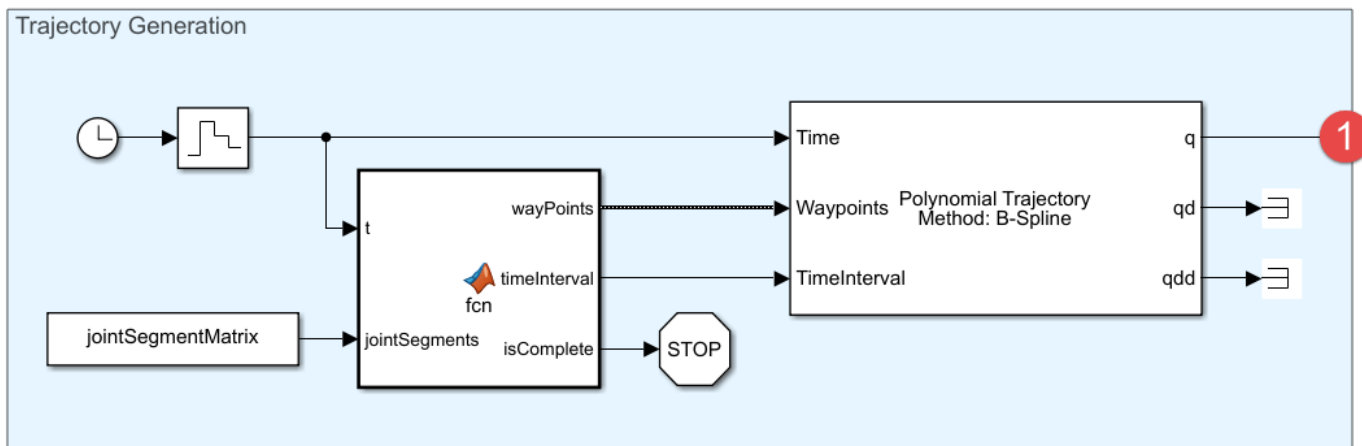 Trajectory Generation
Time
q
1
wayPoints
Waypoints
Polynomial Trajectory
Method: B-Spline
qd
t
timeInterval
TimeInterval
qdd
fcn
jointSegmentMatrix
jointSegments
isComplete
STOP